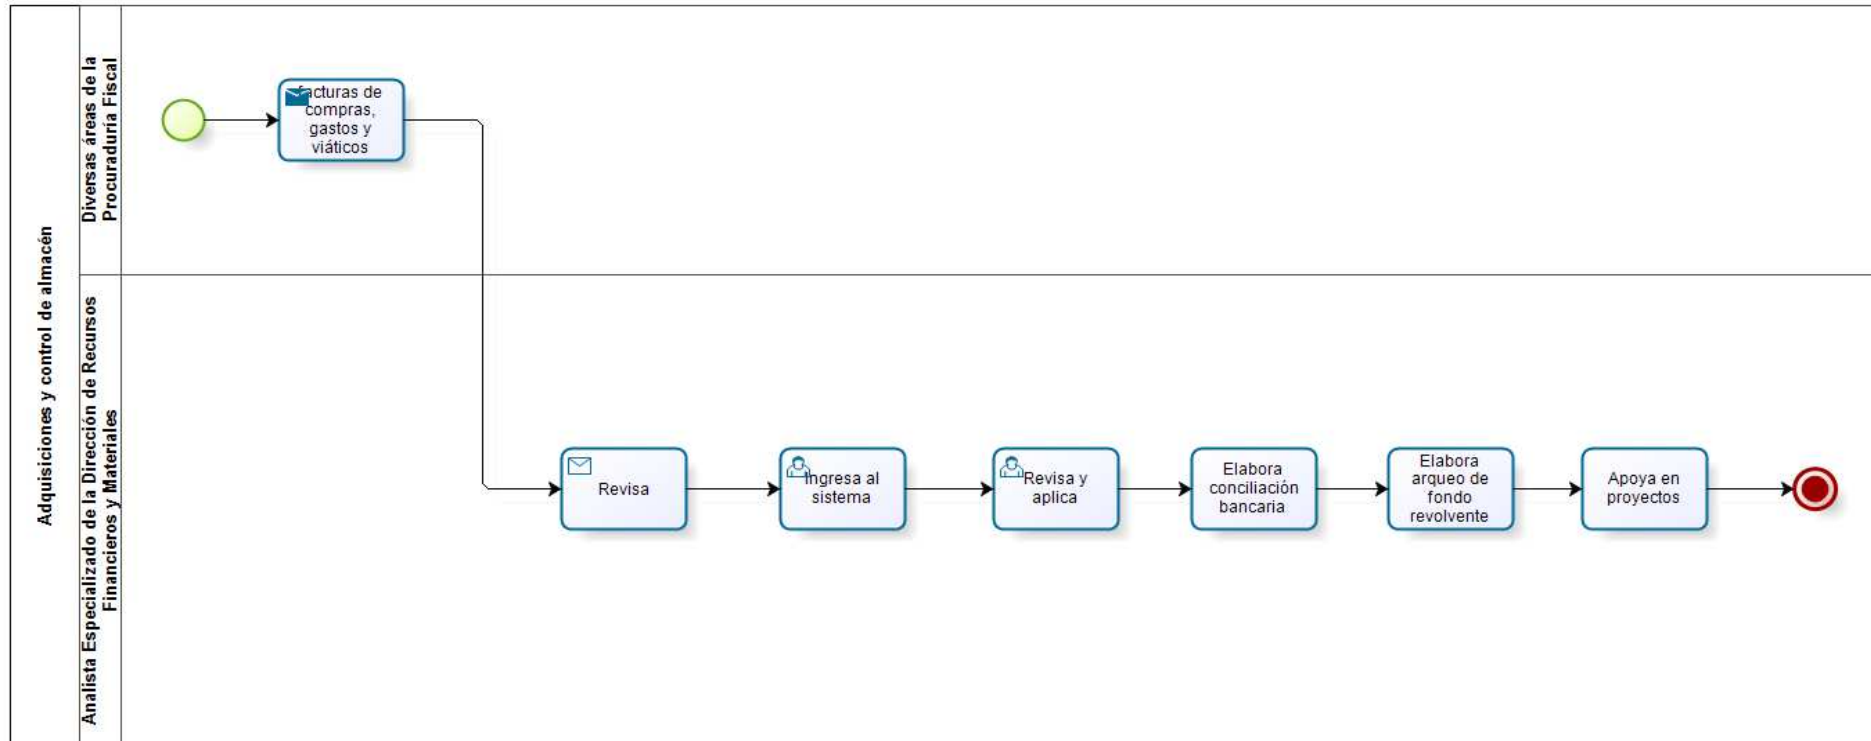 Adquisiciones y control de almacén
Diversas áreas de la
Procuraduría Fiscal
facturas de
compras,
gastos y
viáticos
Analista Especializado de la Dirección de Recursos
Financieros y Materiales
Revisa
Ingresa al
sistema
Revisa y
aplica
Elabora
conciliación
bancaria
Elabora
arqueo de
fondo
revolvente
Apoya en
proyectos